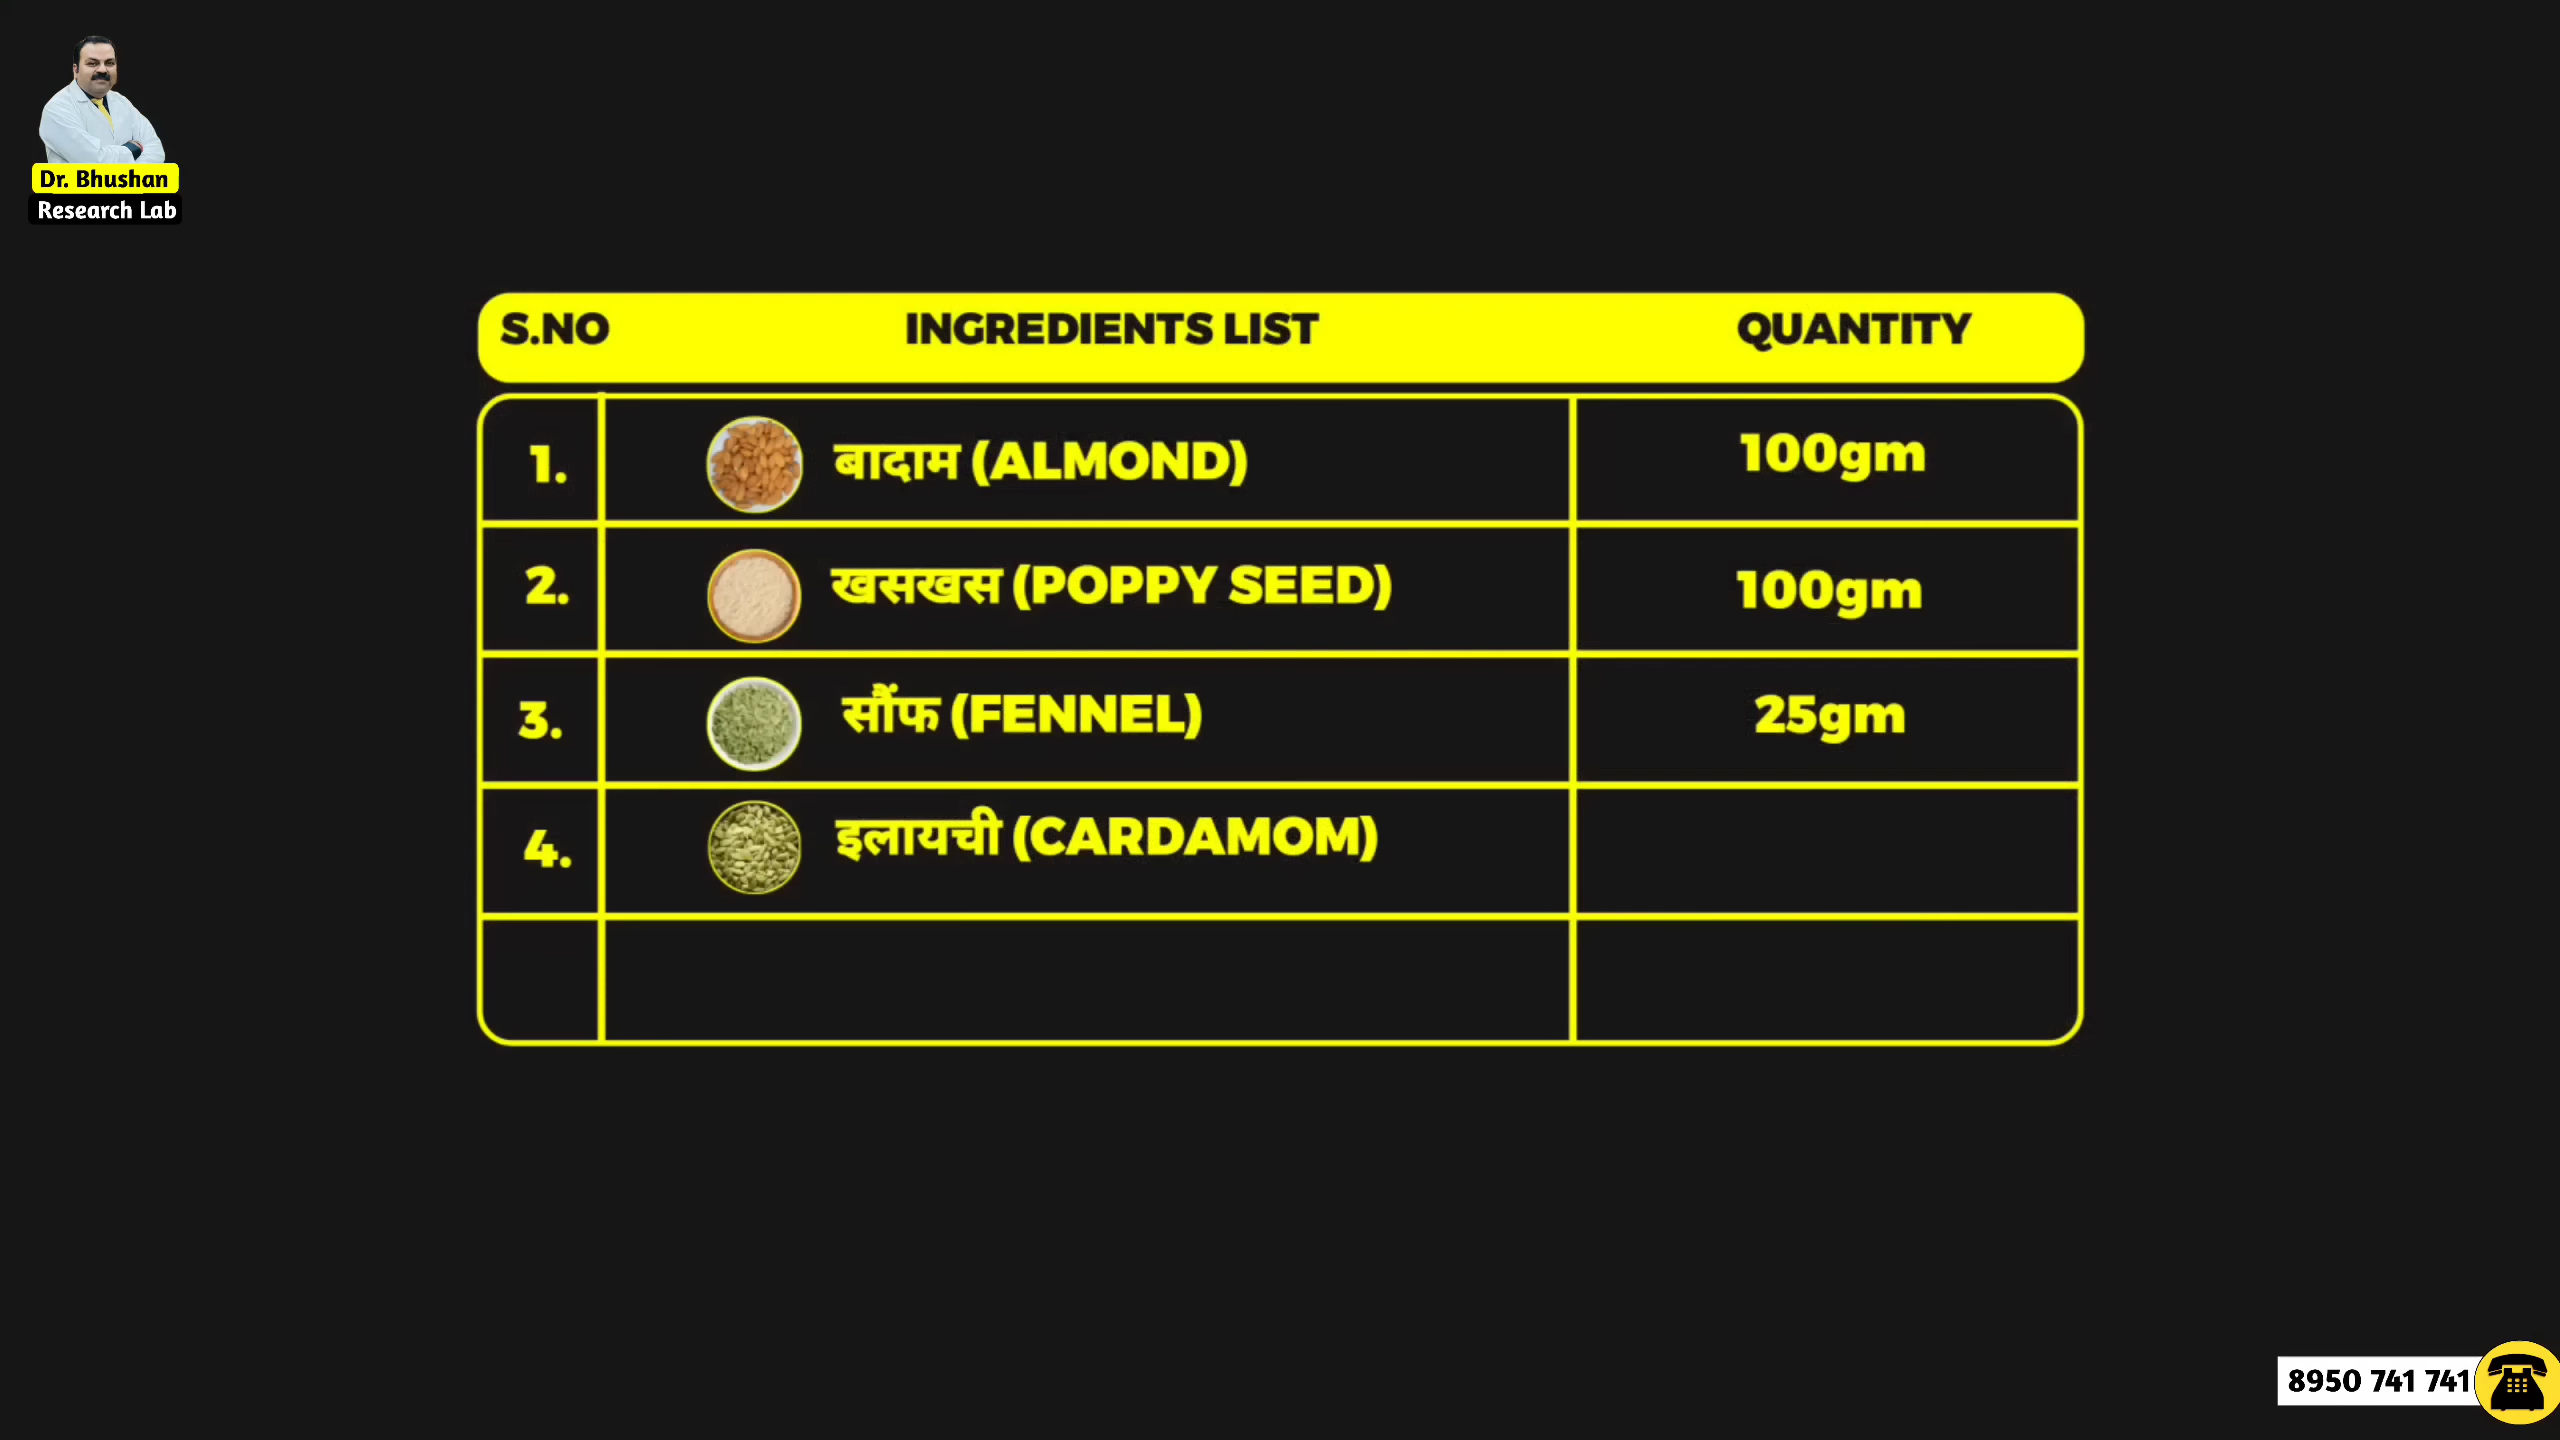 Dr. Bhushan
Research Lab
S.NO INGREDIENTS LIST QUANTITY
1. बादाम (ALMOND) 100gm
2. खसखस (POPPY SEED) 100gm
3. सौंफ (FENNEL) 25gm
4. इलायची (CARDAMOM)
8950 741 741